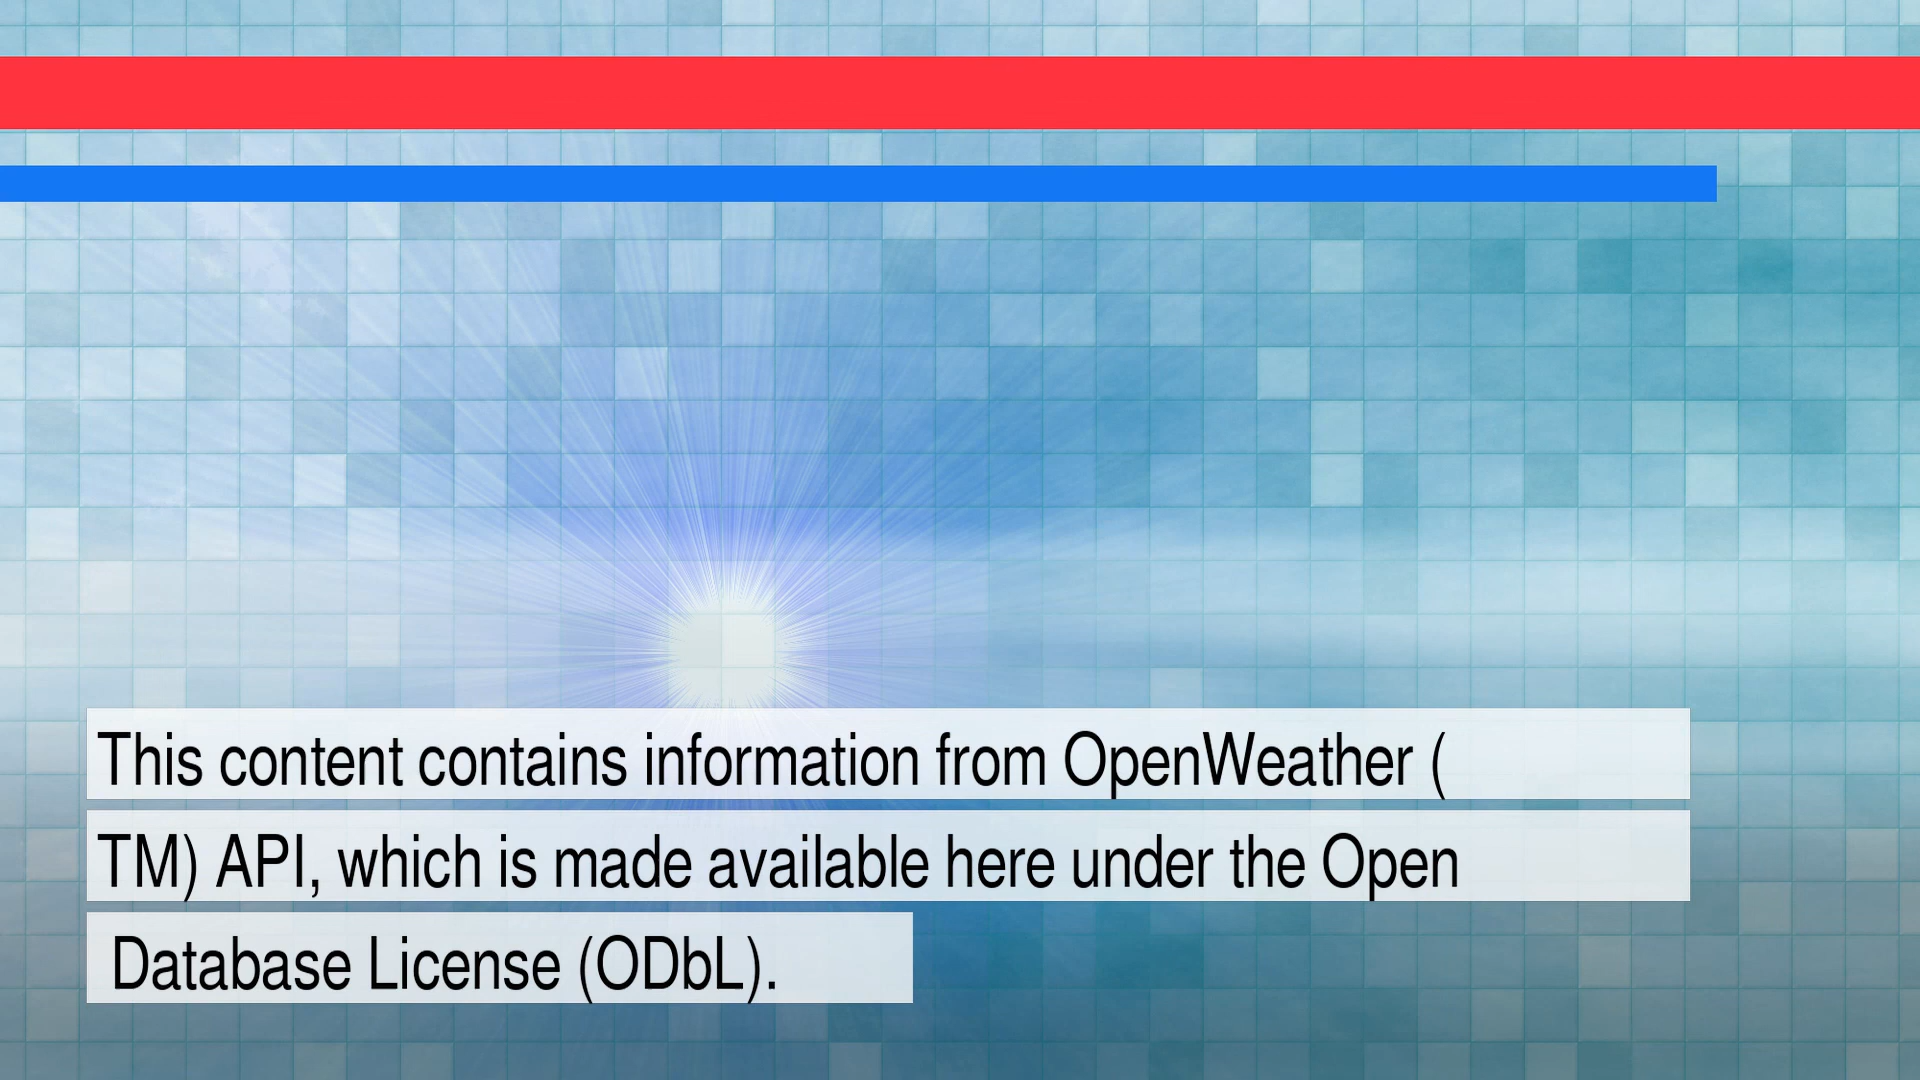 This content contains information from OpenWeather (
TM) API, which is made available here under the Open
Database License (ODbL).